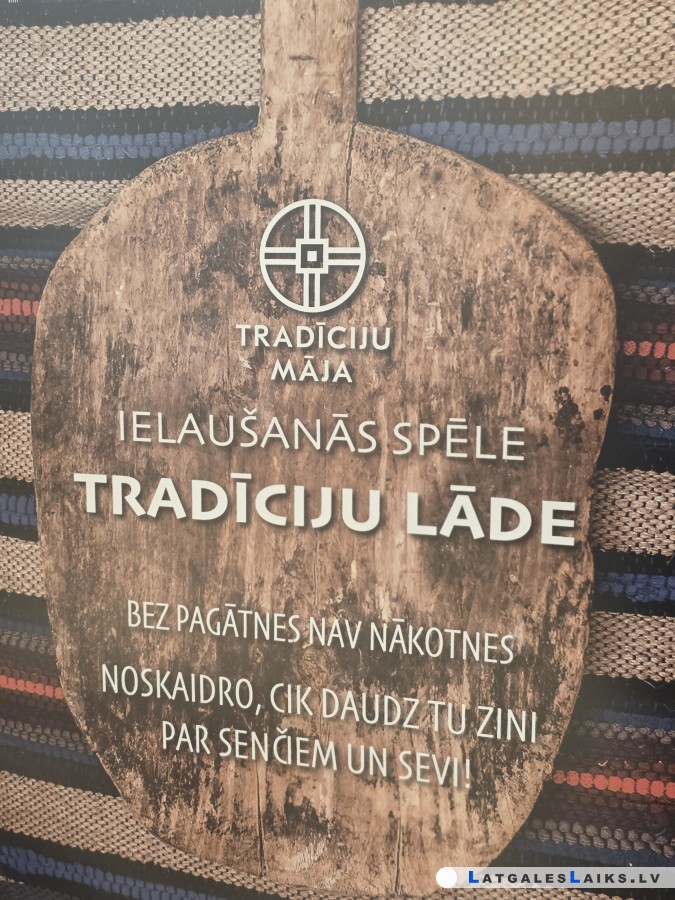 TRADĪCIJU
MĀJA
IELAUŠANĀS SPĒLE
TRADĪCIJU LĀDE
BEZ PAGĀTNES NAV NĀKOTNES
NOSKAIDRO, CIK DAUDZ TU ZINI
PAR SENČIEM UN SEVI!
LATGALESLAIKS.LV